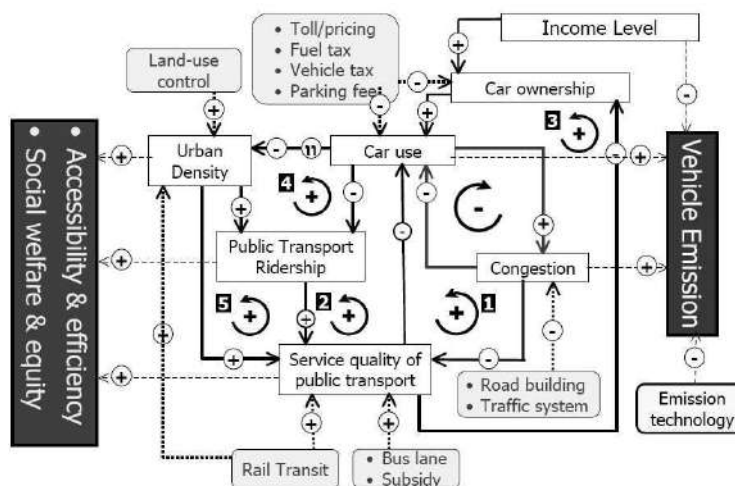 • Toll/pricing
• Fuel tax
• Vehicle tax
• Parking fee
Income Level
Land-use
control
Car ownership
Urban
Density
Car use
• Accessibility & efficiency
• Social welfare & equity
Vehicle Emission
Public Transport
Ridership
Congestion
Service quality of
public transport
• Road building
• Traffic system
Emission
technology
Rail Transit
• Bus lane
• Subsidy
+
-
-
-
+
+
+
3
+
-
-
+
+
-
11
+
4
+
+
-
-
-
+
+
+
+
5
+
2
+
+
+
1
-
-
+
+
-
+
+
+